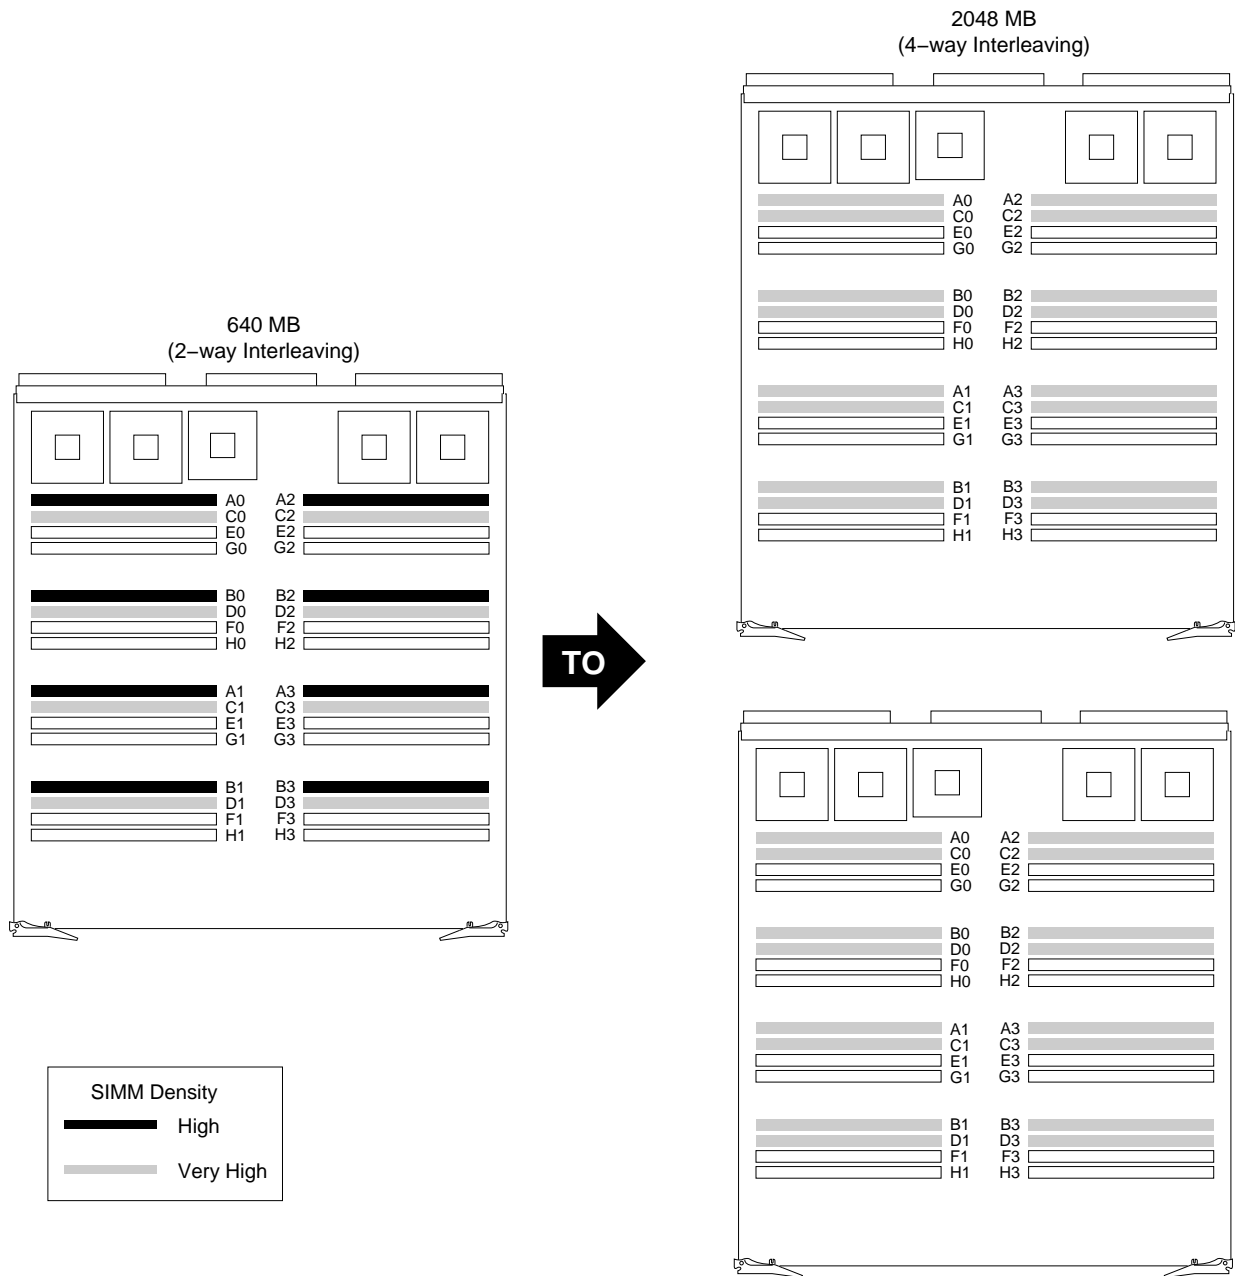 2048 MB
(4−way Interleaving)
A0 A2
C0 C2
E0 E2
G0 G2
B0 B2
D0 D2
F0 F2
H0 H2
A1 A3
C1 C3
E1 E3
G1 G3
B1 B3
D1 D3
F1 F3
H1 H3
640 MB
(2−way Interleaving)
A0 A2
C0 C2
E0 E2
G0 G2
B0 B2
D0 D2
F0 F2
H0 H2
A1 A3
C1 C3
E1 E3
G1 G3
B1 B3
D1 D3
F1 F3
H1 H3
TO
A0 A2
C0 C2
E0 E2
G0 G2
B0 B2
D0 D2
F0 F2
H0 H2
A1 A3
C1 C3
E1 E3
G1 G3
B1 B3
D1 D3
F1 F3
H1 H3
SIMM Density
High
Very High